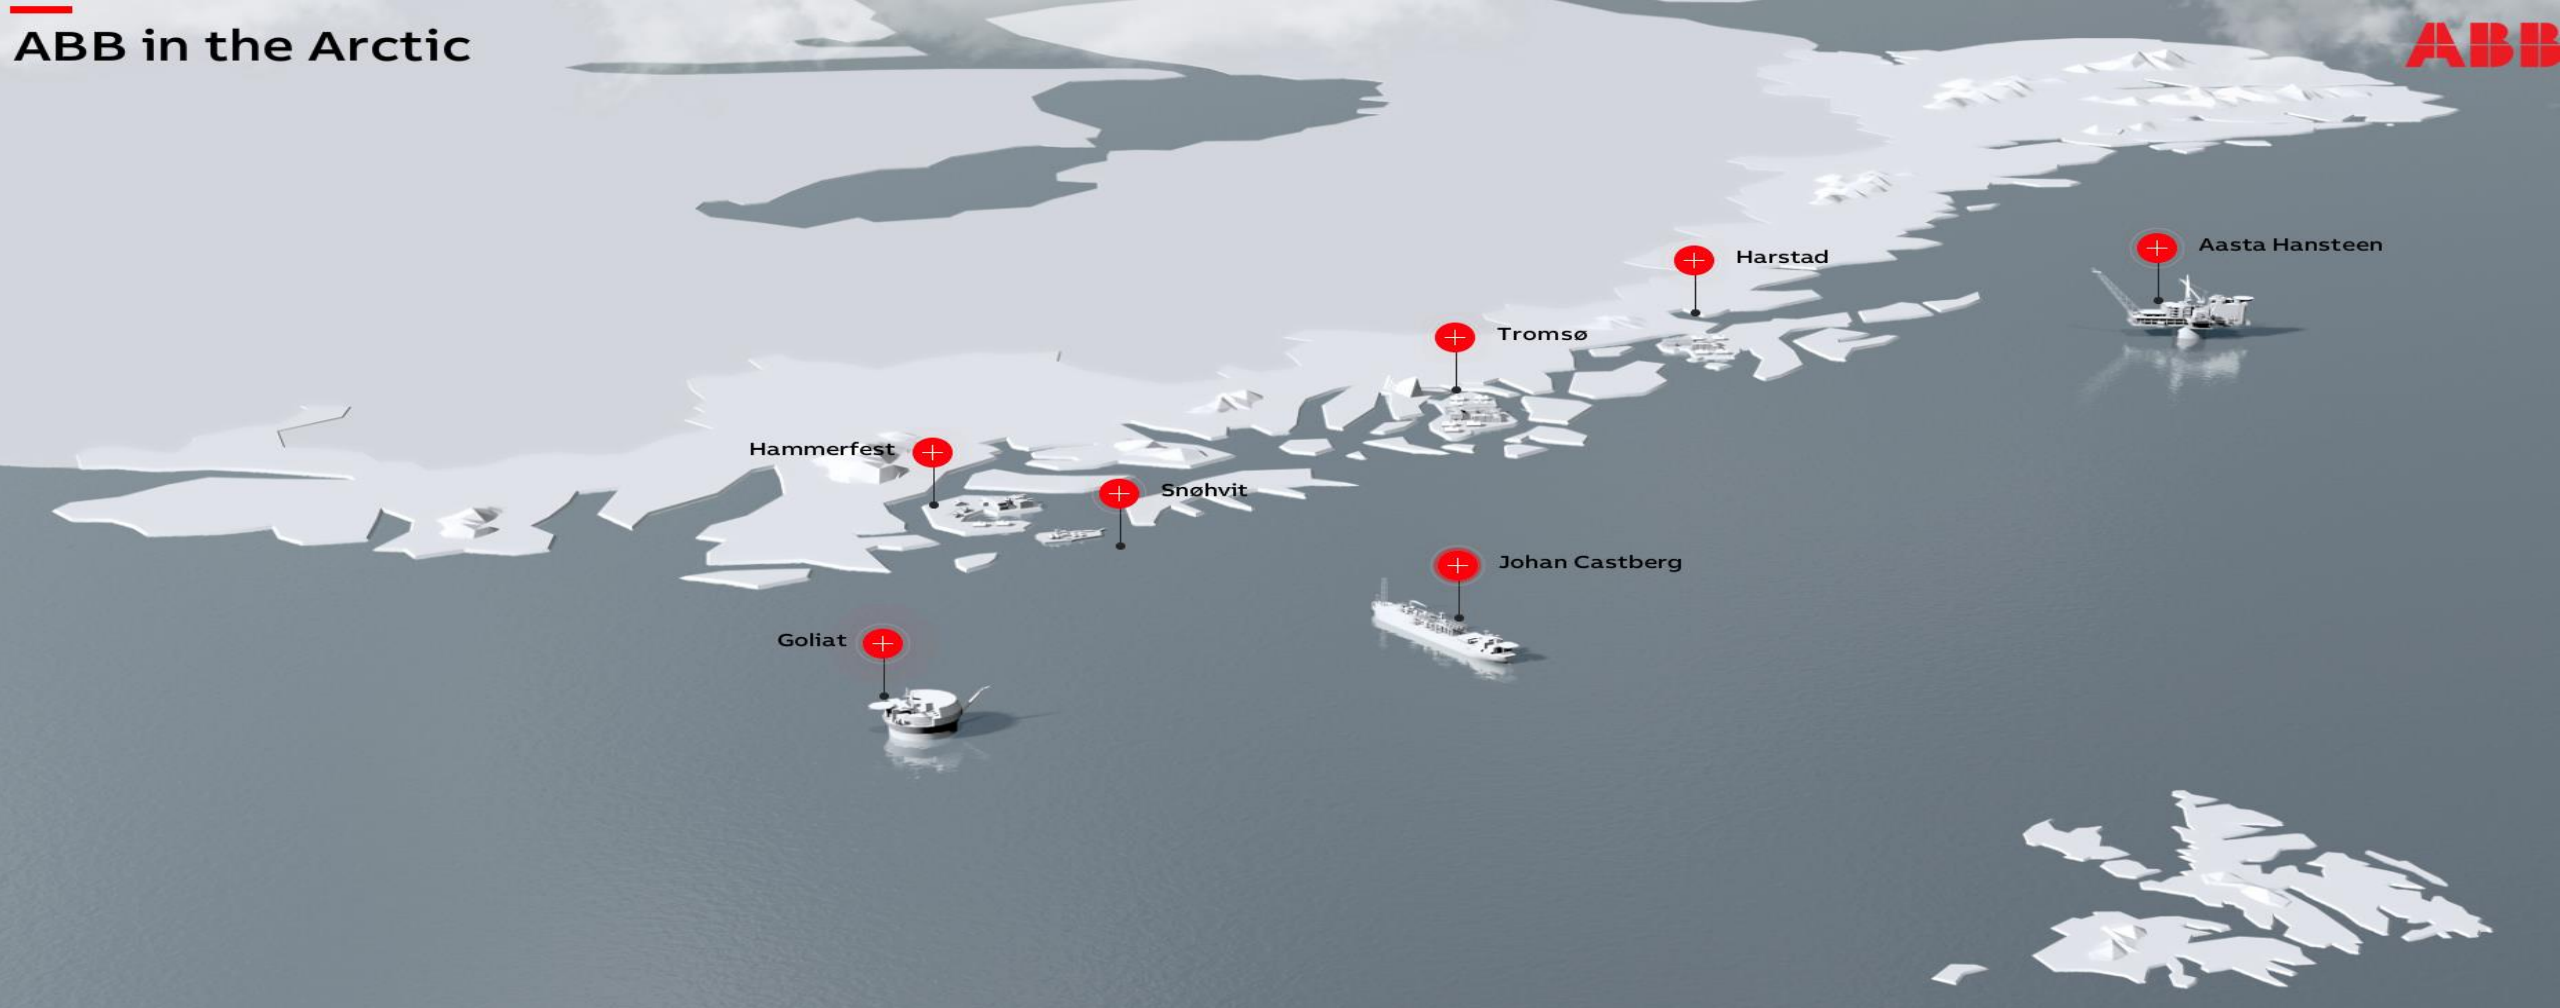 ABB in the Arctic
ABB
Aasta Hansteen
Harstad
Tromsø
Hammerfest
Snøhvit
Johan Castberg
Goliat